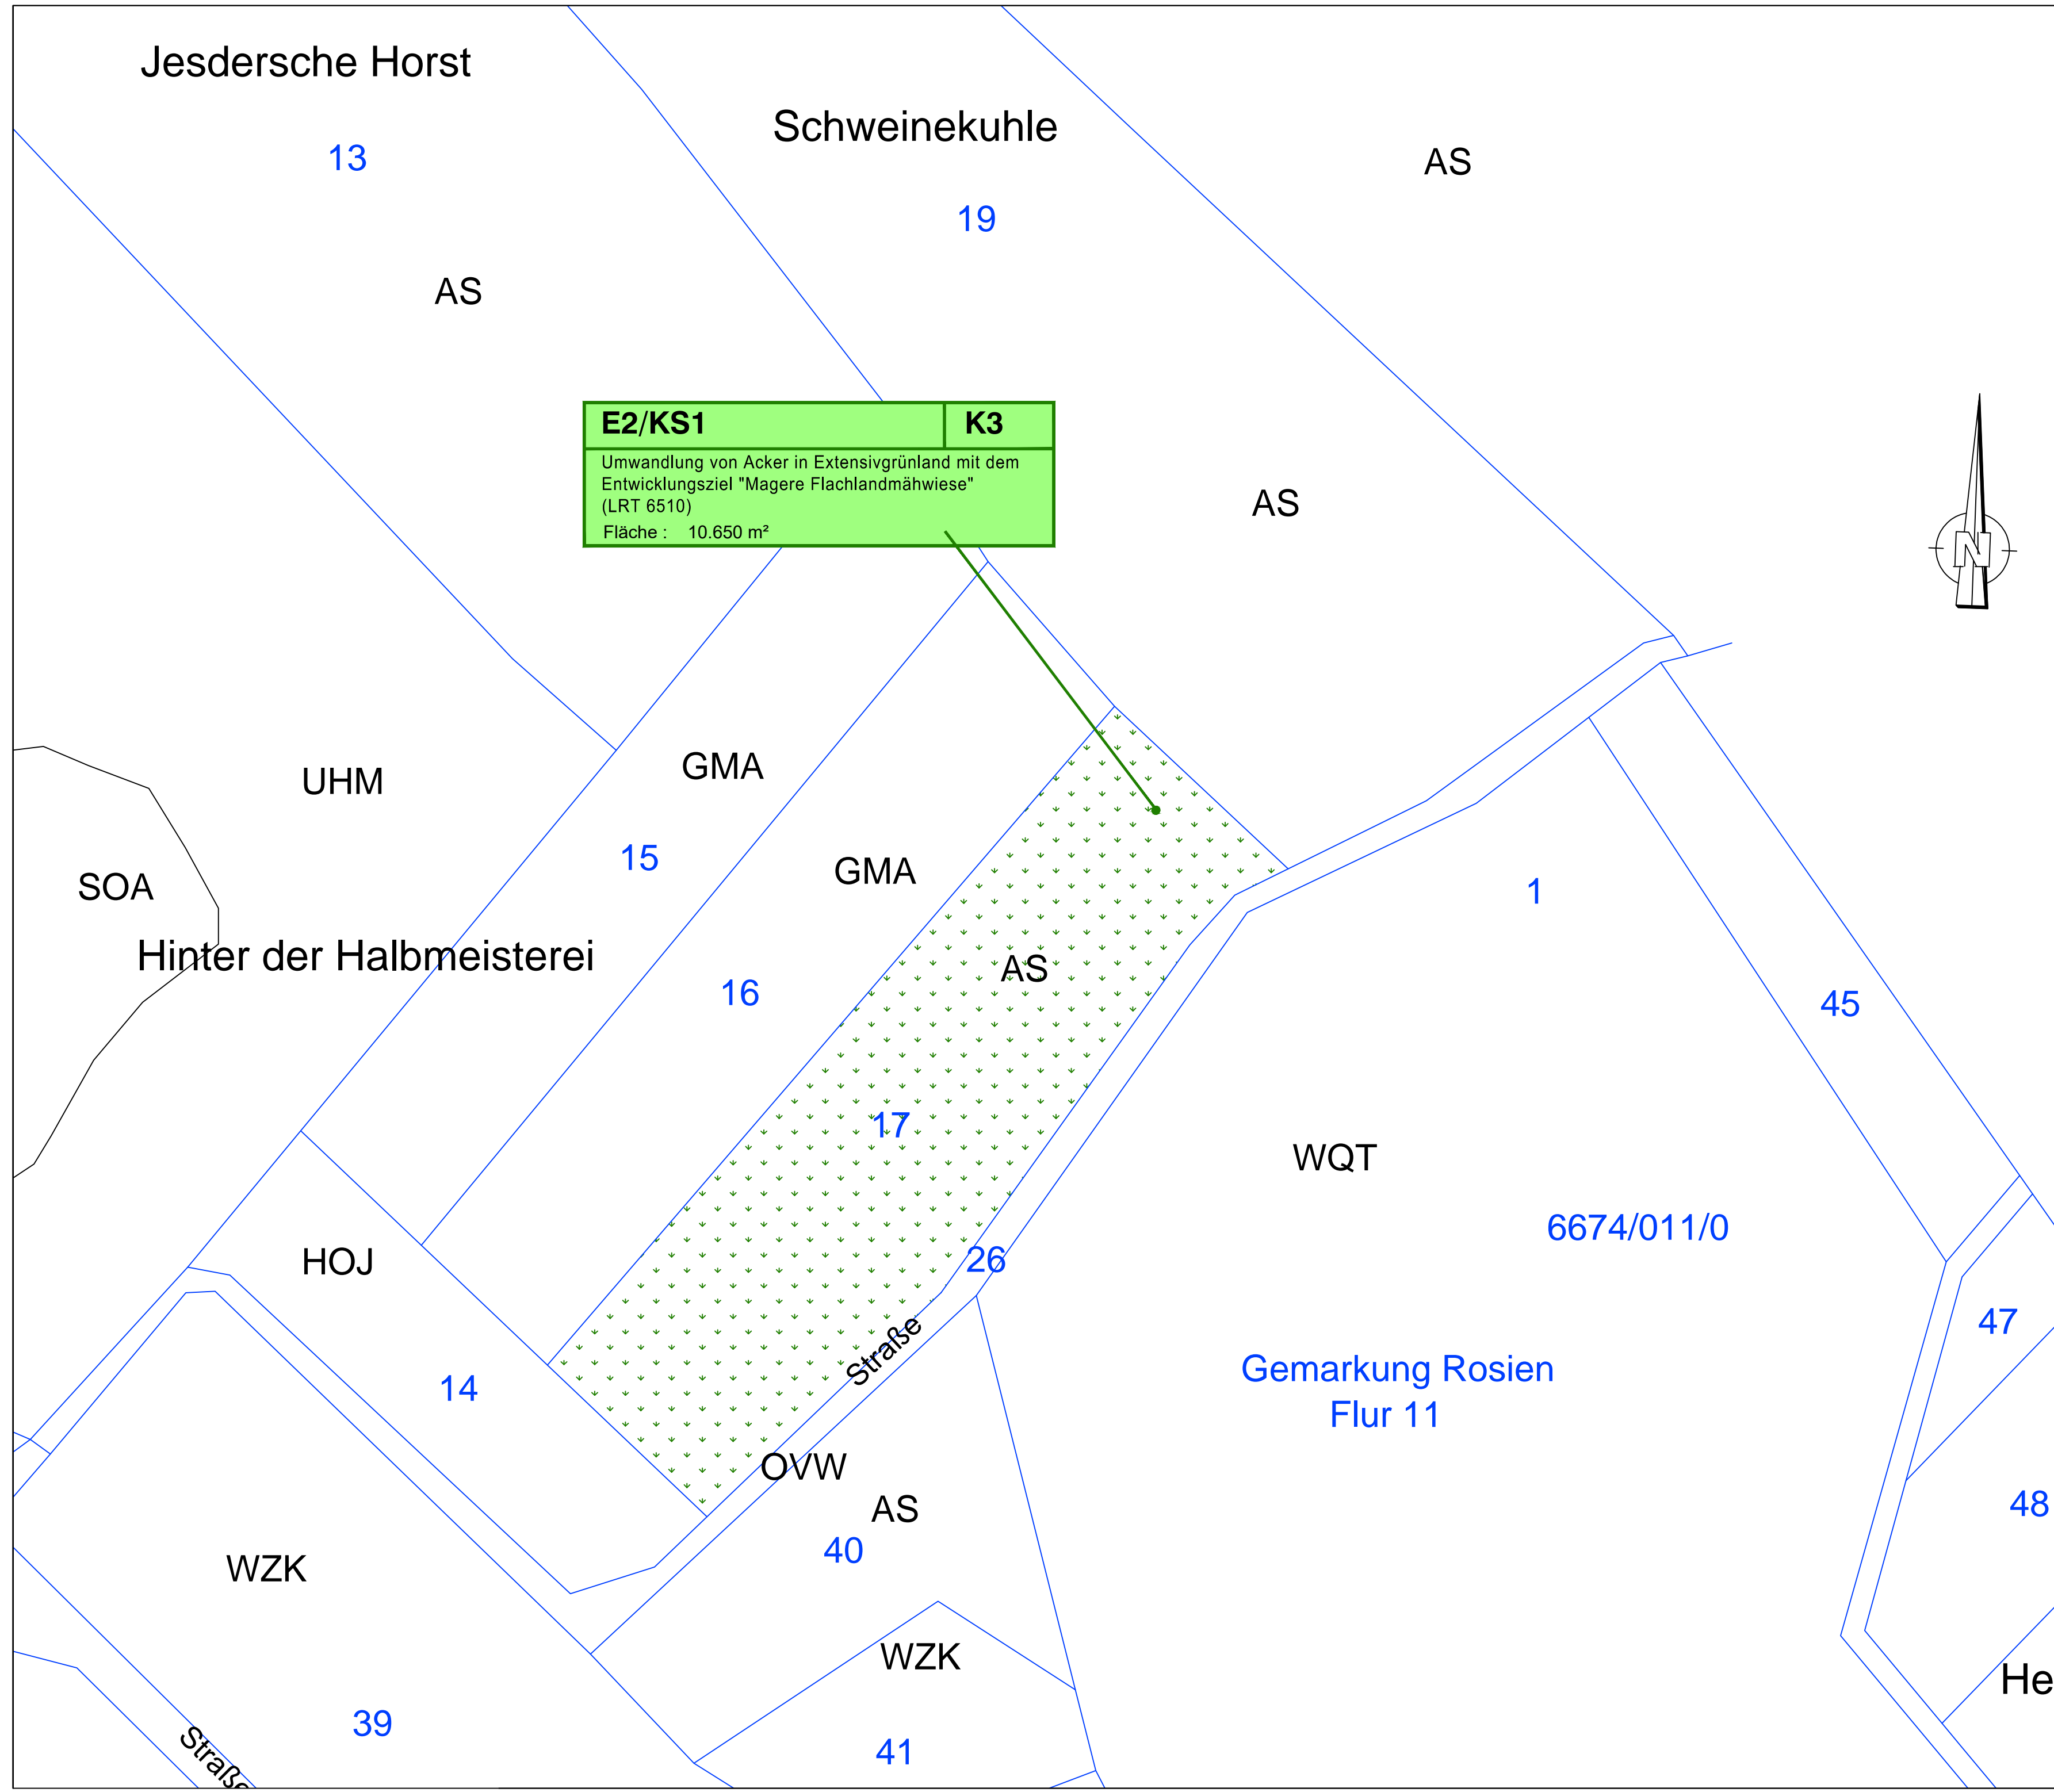 Jesdersche Horst
Schweinekuhle
13
AS
19
AS
E2/KS1
K3
Umwandlung von Acker in Extensivgrünland mit dem
Entwicklungsziel "Magere Flachlandmähwiese"
(LRT 6510)
Fläche : 10.650 m²
AS
N
UHM
GMA
15
GMA
SOA
1
Hinter der Halbmeisterei
AS
16
45
17
WQT
6674/011/0
HOJ
26
47
Straße
Gemarkung Rosien
Flur 11
14
OVW
AS
48
40
WZK
WZK
He
39
41
Straße